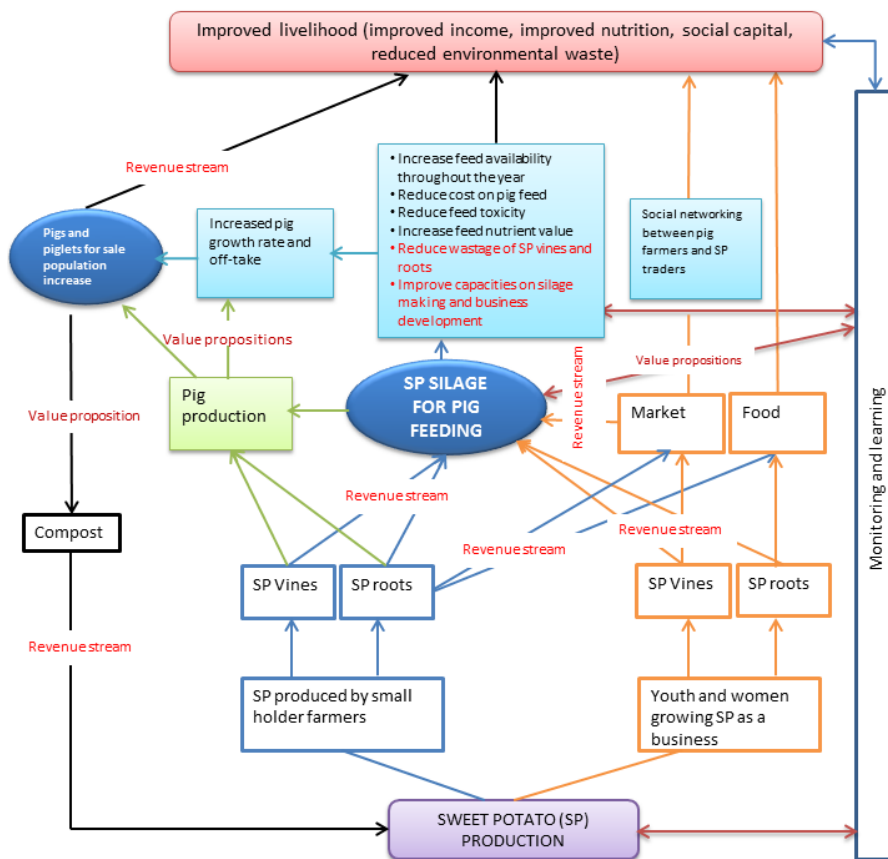 Improved livelihood (improved income, improved nutrition, social capital,
reduced environmental waste)
Revenue stream
• Increase feed availability
throughout the year
• Reduce cost on pig feed
• Reduce feed toxicity
• Increase feed nutrient value
• Reduce wastage of SP vines and
roots
• Improve capacities on silage
making and business
development
Pigs and
piglets for sale
population
increase
Increased pig
growth rate and
off-take
Social networking
between pig
farmers and SP
traders
Value propositions
Value propositions
Revenue stream
Value proposition
Pig
production
SP SILAGE
FOR PIG
FEEDING
Market
Food
Monitoring and learning
Revenue stream
Revenue stream
Revenue stream
Compost
SP Vines
SP roots
SP Vines
SP roots
Revenue stream
SP produced by small
holder farmers
Youth and women
growing SP as a
business
SWEET POTATO (SP)
PRODUCTION